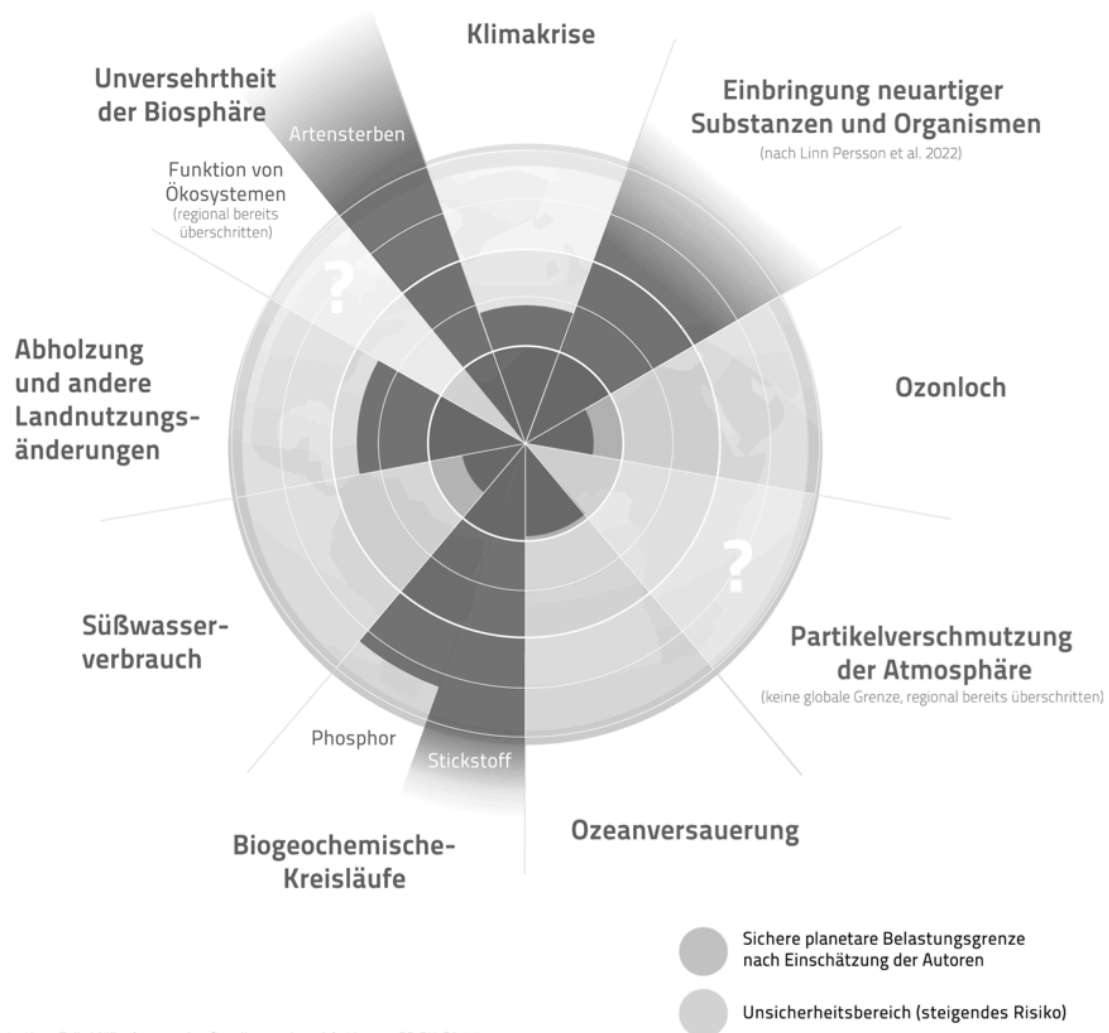 Klimakrise
Unversehrtheit
der Biosphäre
Artensterben
Funktion von
Ökosystemen
(regional bereits
überschritten)
?
Einbringung neuartiger
Substanzen und Organismen
(nach Linn Persson et al. 2022)
Abholzung
und andere
Landnutzungs-
änderungen
Ozonloch
?
Süßwasser-
verbrauch
Partikelverschmutzung
der Atmosphäre
(keine globale Grenze, regional bereits überschritten)
Phosphor
Stickstoff
Biogeochemische-
Kreisläufe
Ozeanversauerung
Sichere planetare Belastungsgrenze
nach Einschätzung der Autoren
Unsicherheitsbereich (steigendes Risiko)